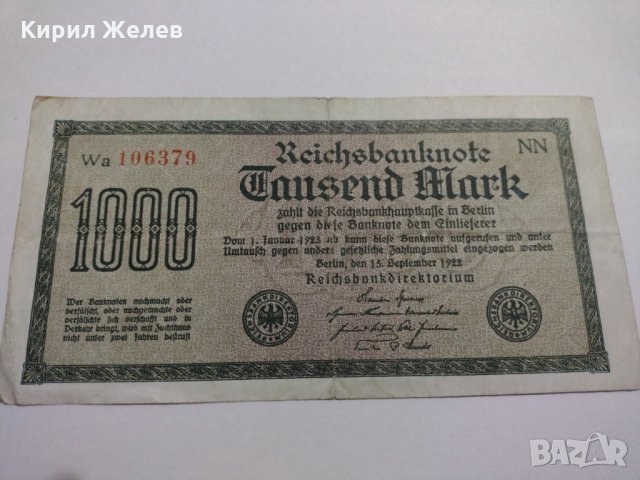 Кирил Желев
Wa 106379
NN
1000
Reichsbanknote
Tausend Mark
zahlt die Reichsbankhauptkasse in Berlin
gegen diese Banknote dem Einlieferer
Vom 1. Januar 1923 ab kann diese Banknote aufgerufen und unter
Umtausch gegen andere gesetzliche Zahlungsmittel eingezogen werden
Berlin, den 15. September 1922
Reichsbankdirektorium
Wer Banknoten nachmacht oder
verfälscht, oder nachgemachte oder
verfälschte sich verschafft und in
Verkehr bringt, wird mit Zuchthaus
nicht unter zwei Jahren bestraft
BAZAR